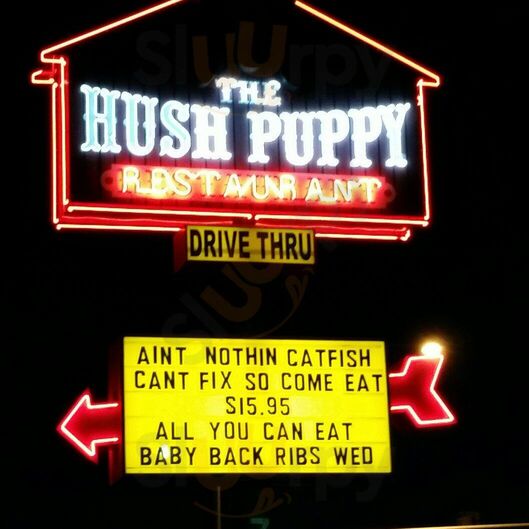 THE
HUSH PUPPY
RESTAURANT
DRIVE THRU
AINT NOTHIN CATFISH
CANT FIX SO COME EAT
$15.95
ALL YOU CAN EAT
BABY BACK RIBS WED
Sluurpy